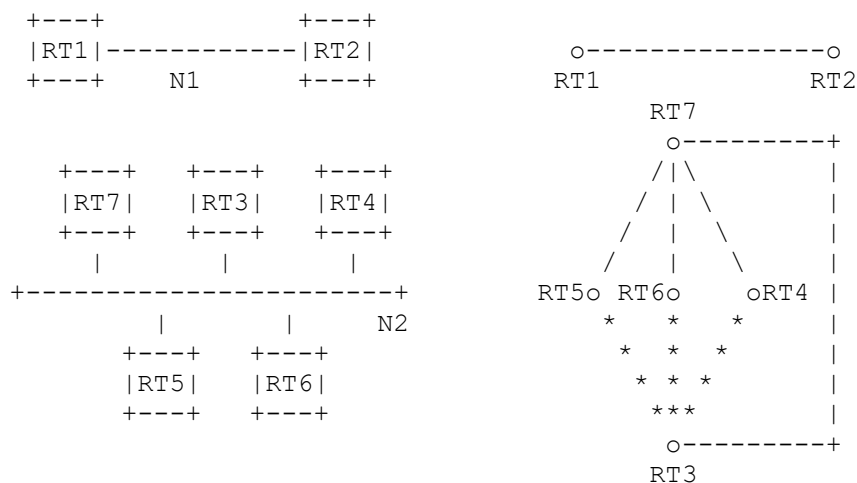 RT1 RT2
N1 RT1 RT2
RT7
RT7 RT3 RT4
RT5 RT6 RT4
N2
RT5 RT6
RT3